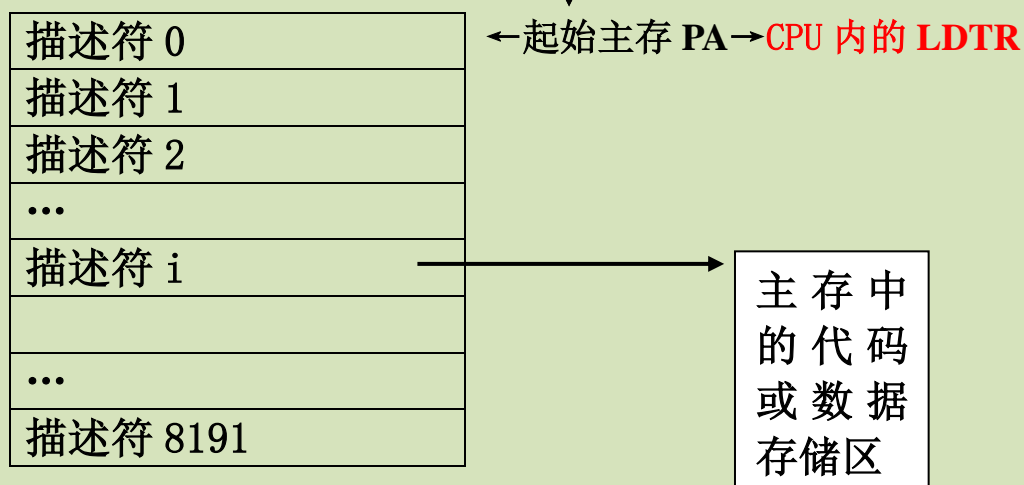 描述符 0
←起始主存 PA→CPU 内的 LDTR
描述符 1
描述符 2
…
描述符 i
主存中
的代码
或数据
存储区
…
描述符 8191